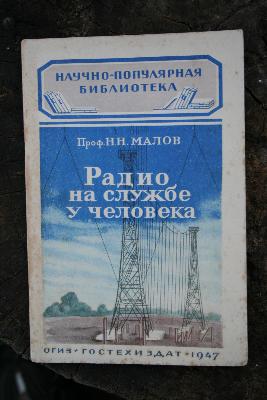 НАУЧНО-ПОПУЛЯРНАЯ
БИБЛИОТЕКА
Проф. Н.Н. МАЛОВ
Радио
на службе
у человека
ОГИЗ · ГОСТЕХИЗДАТ · 1947